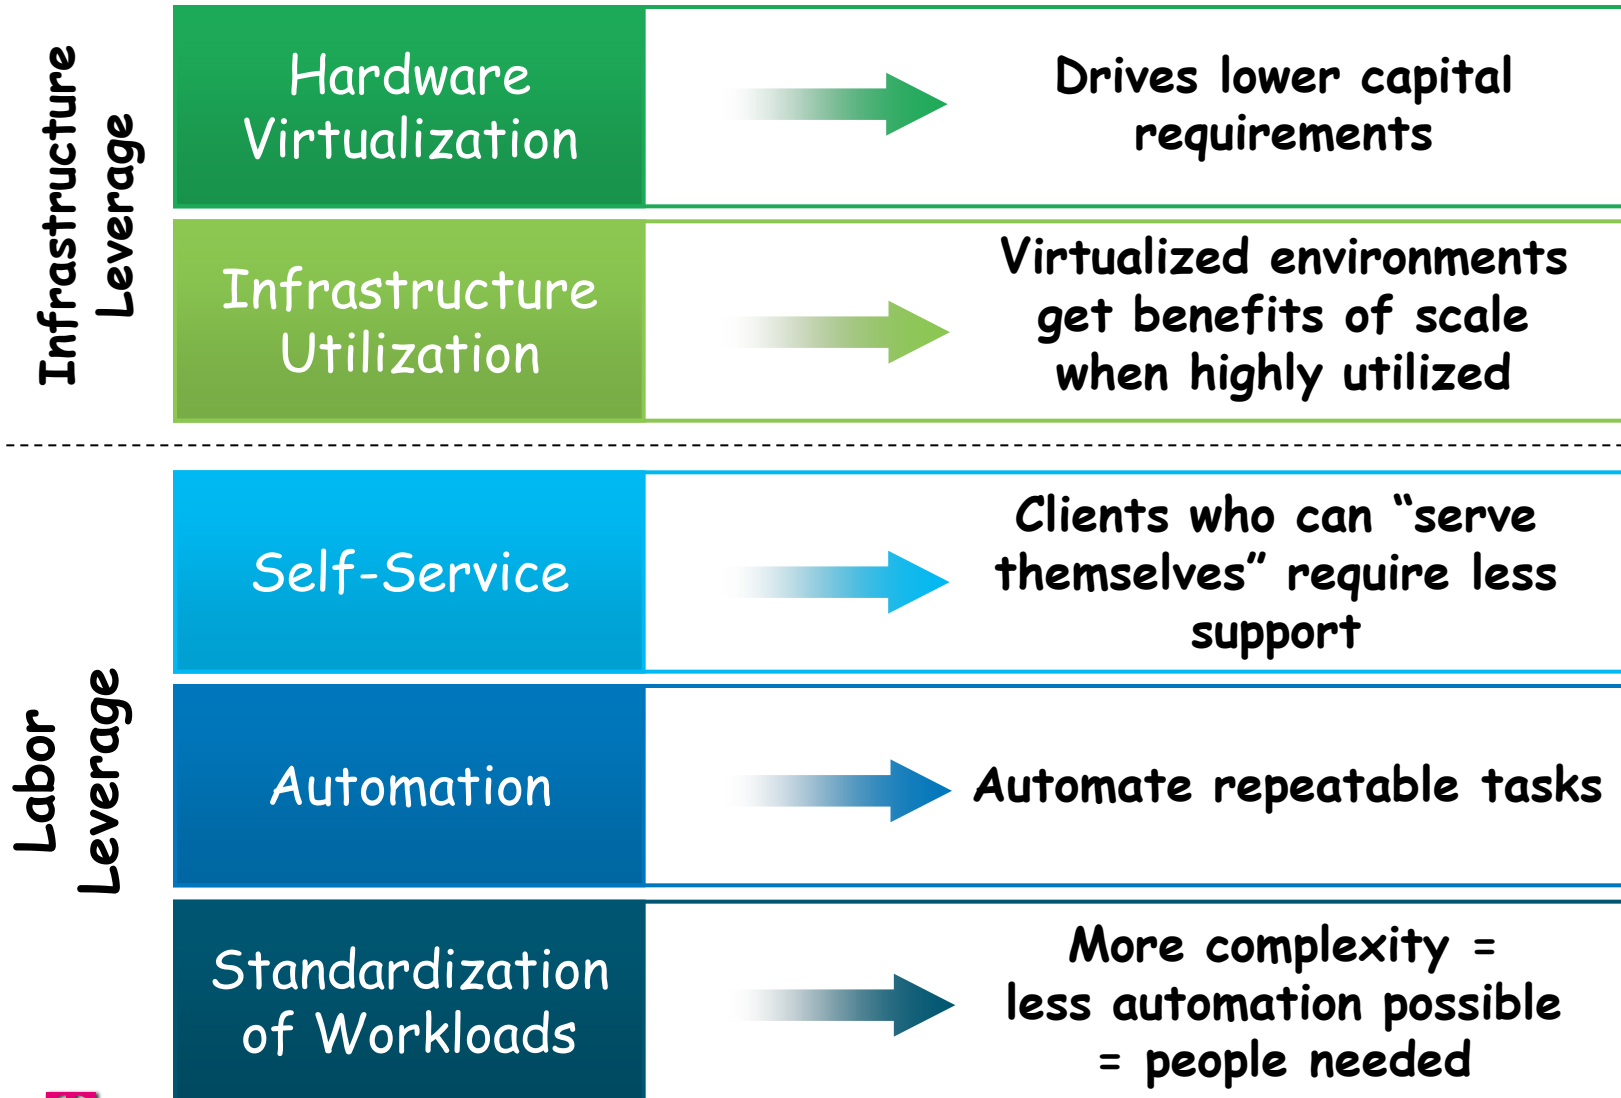 Infrastructure
Leverage
Hardware
Virtualization
Drives lower capital
requirements
Infrastructure
Utilization
Virtualized environments
get benefits of scale
when highly utilized
Labor
Leverage
Self-Service
Clients who can “serve
themselves” require less
support
Automation
Automate repeatable tasks
Standardization
of Workloads
More complexity =
less automation possible
= people needed